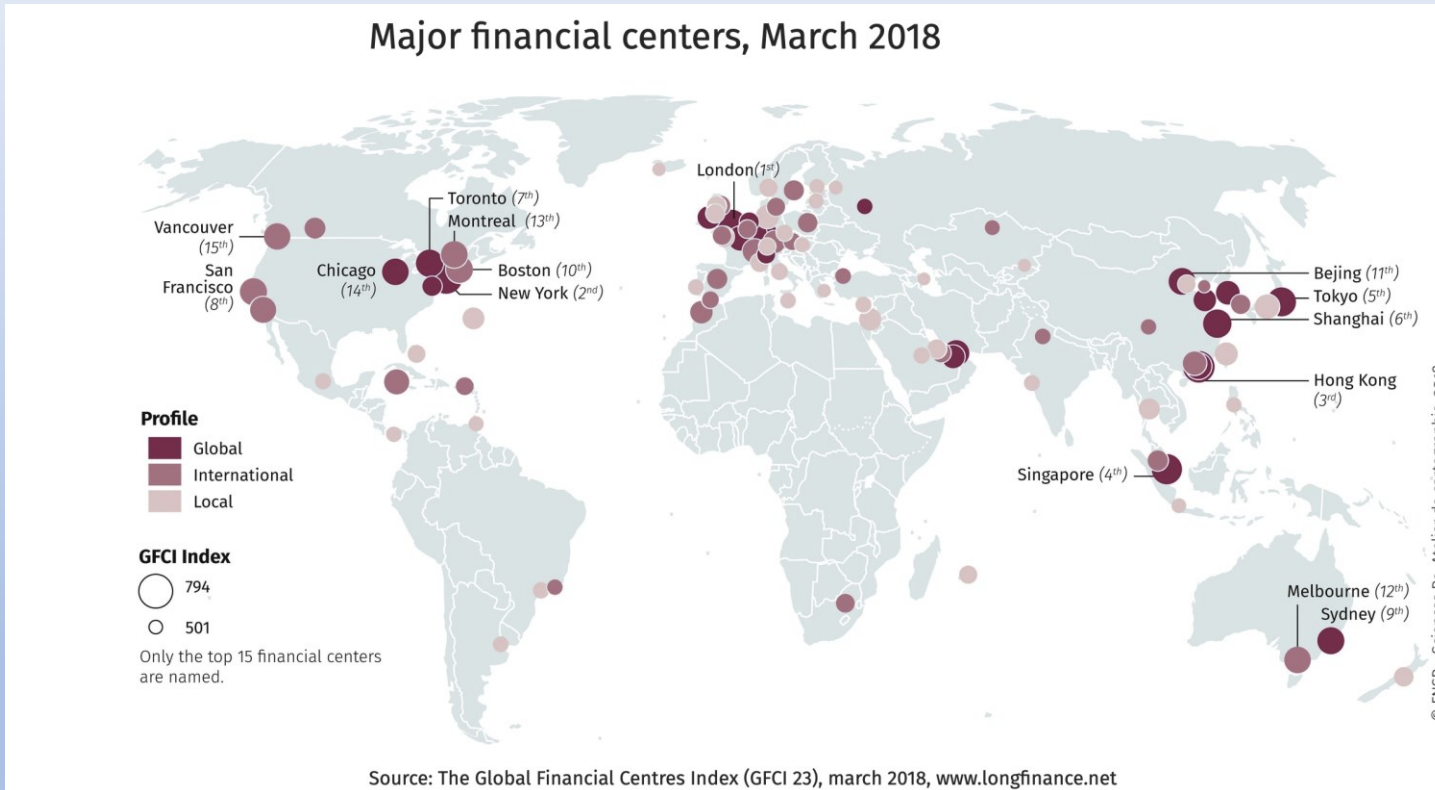 Major financial centers, March 2018
London(1st)
Toronto (7th)
Montreal (13th)
Vancouver
(15th)
San
Francisco
(8th)
Chicago
(14th)
Boston (10th)
New York (2nd)
Bejing (11th)
Tokyo (5th)
Shanghai (6th)
Hong Kong
(3rd)
Singapore (4th)
Melbourne (12th)
Sydney (9th)
Profile
Global
International
Local
GFCI Index
794
501
Only the top 15 financial centers
are named.
Source: The Global Financial Centres Index (GFCI 23), march 2018, www.longfinance.net